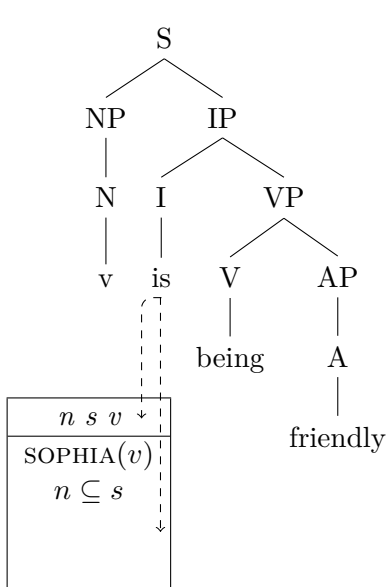 S
NP IP
N I VP
v is V AP
being A
friendly
n s v
SOPHIA(v)
n ⊆ s